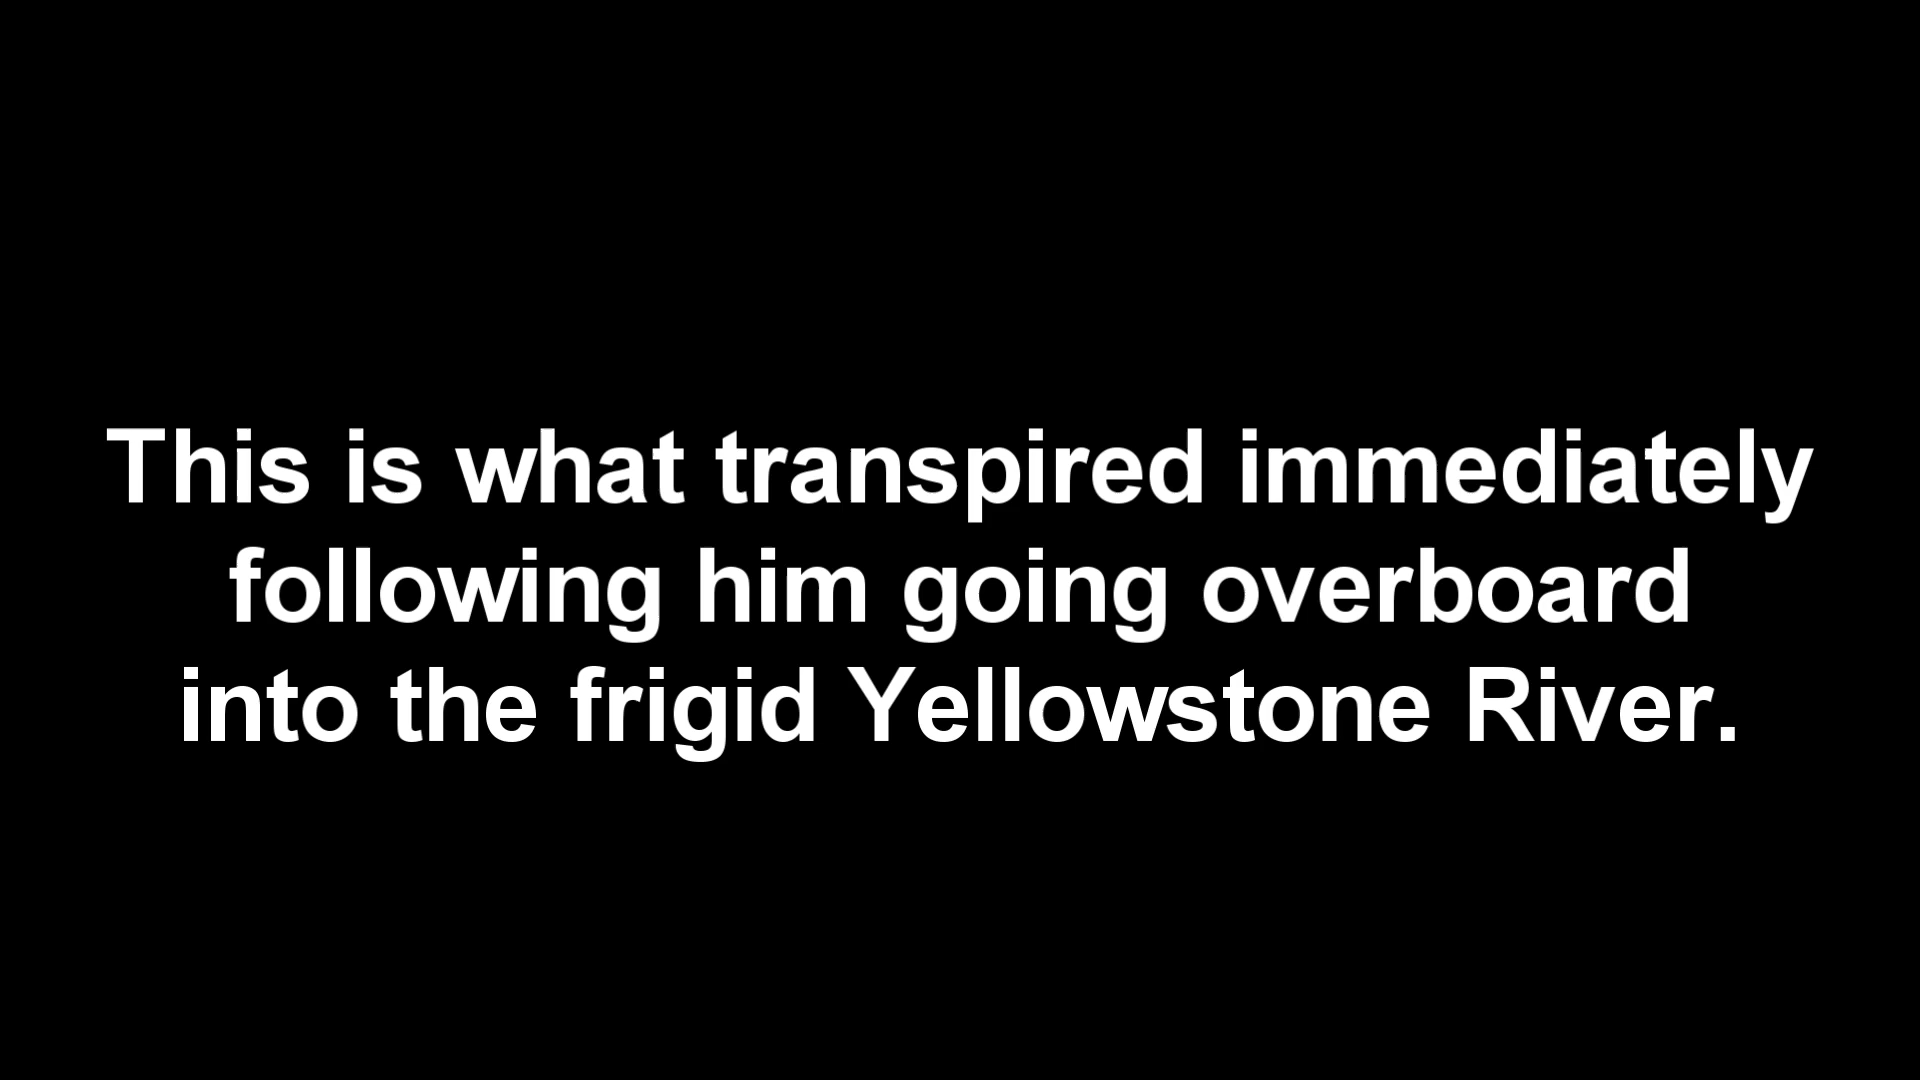 This is what transpired immediately
following him going overboard
into the frigid Yellowstone River.